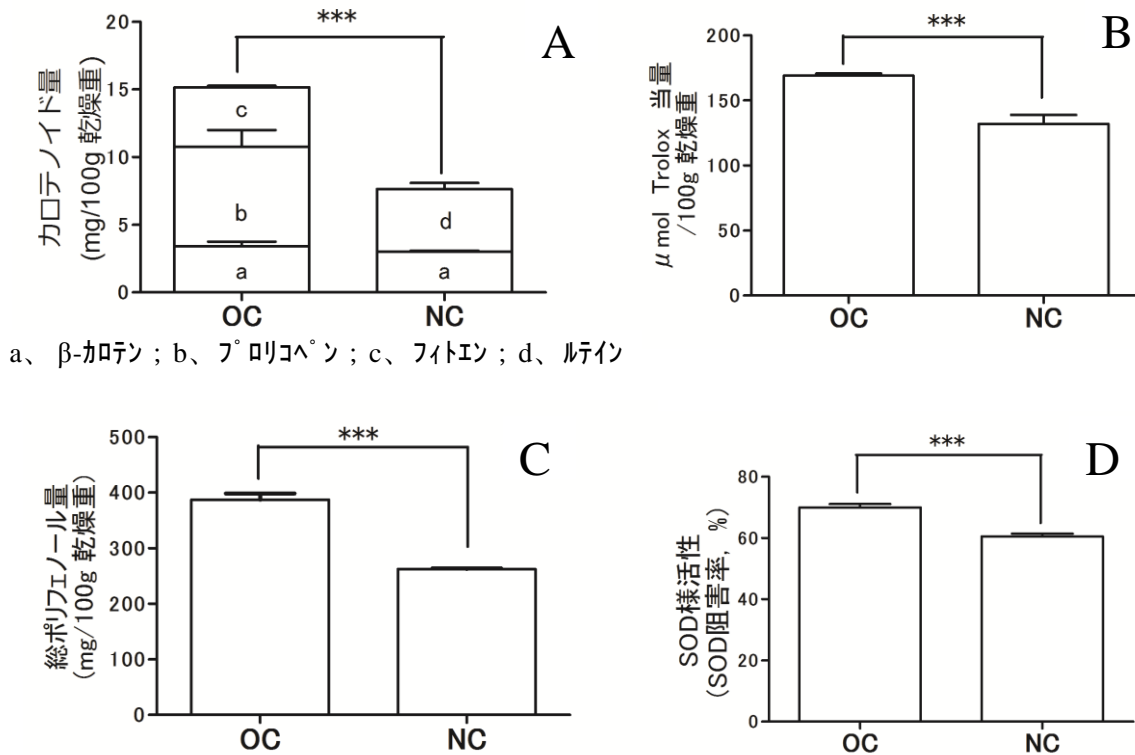 A
カロテノイド量
(mg/100g 乾燥重)
20
15
10
5
0
***
c
b
a
d
a
OC
NC
B
μmol Trolox 当量
/100g 乾燥重
200
150
100
50
0
***
OC
NC
a、 β-カロテン ; b、 プロリコペン ; c、 フィトエン ; d、 ルテイン
C
総ポリフェノール量
(mg/100g 乾燥重)
500
400
300
200
100
0
***
OC
NC
D
SOD様活性
(SOD阻害率, %)
80
60
40
20
0
***
OC
NC